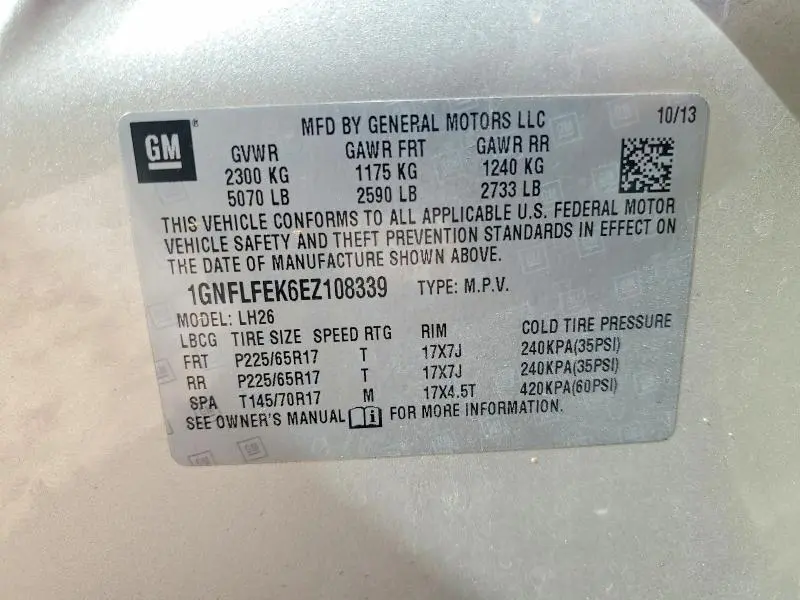 GM®
MFD BY GENERAL MOTORS LLC 10/13
GVWR GAWR FRT GAWR RR
2300 KG 1175 KG 1240 KG
5070 LB 2590 LB 2733 LB
THIS VEHICLE CONFORMS TO ALL APPLICABLE U.S. FEDERAL MOTOR
VEHICLE SAFETY AND THEFT PREVENTION STANDARDS IN EFFECT ON
THE DATE OF MANUFACTURE SHOWN ABOVE.
1GNFLFEK6EZ108339 TYPE: M.P.V.
MODEL: LH26
LBCG TIRE SIZE SPEED RTG RIM COLD TIRE PRESSURE
FRT P225/65R17 T 17X7J 240KPA(35PSI)
RR P225/65R17 T 17X7J 240KPA(35PSI)
SPA T145/70R17 M 17X4.5T 420KPA(60PSI)
SEE OWNER'S MANUAL i FOR MORE INFORMATION.